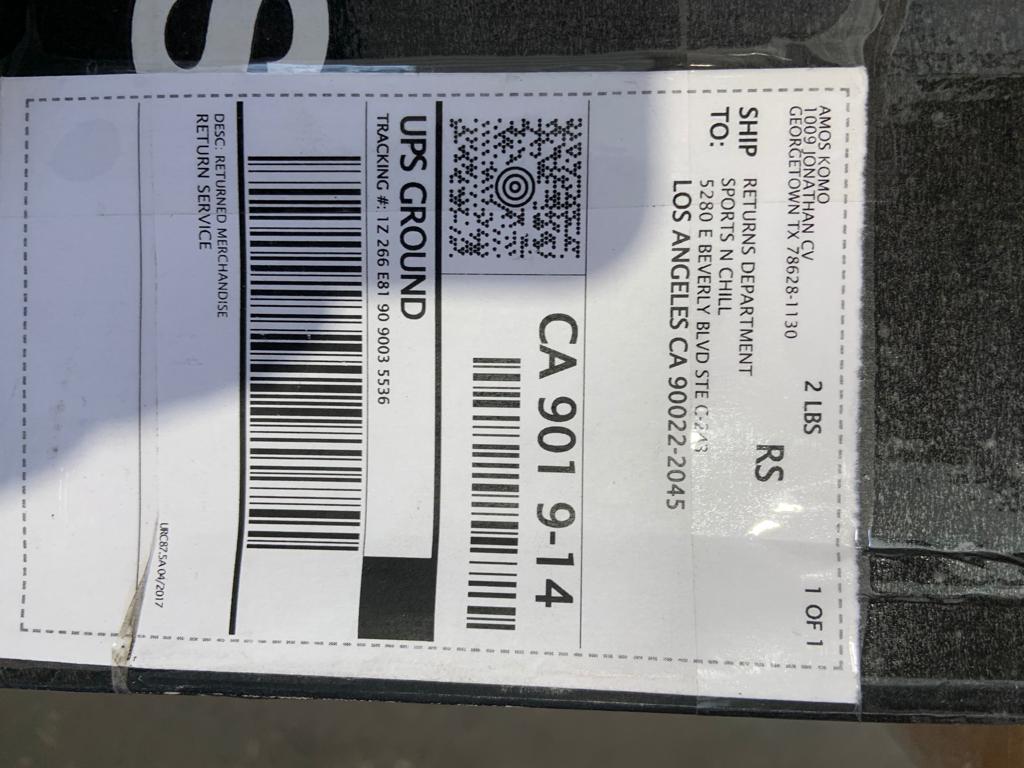 AMOS KOMO
1009 JONATHAN CV
GEORGETOWN TX 78628-1130
2 LBS
1 OF 1
RS
SHIP TO:
RETURNS DEPARTMENT
SPORTS N CHILL
5280 E BEVERLY BLVD STE C-243
LOS ANGELES CA 90022-2045
CA 901 9-14
UPS GROUND
TRACKING #: 1Z 266 E81 90 9003 5536
DESC: RETURNED MERCHANDISE
RETURN SERVICE
URC87.5A 04/2017
S